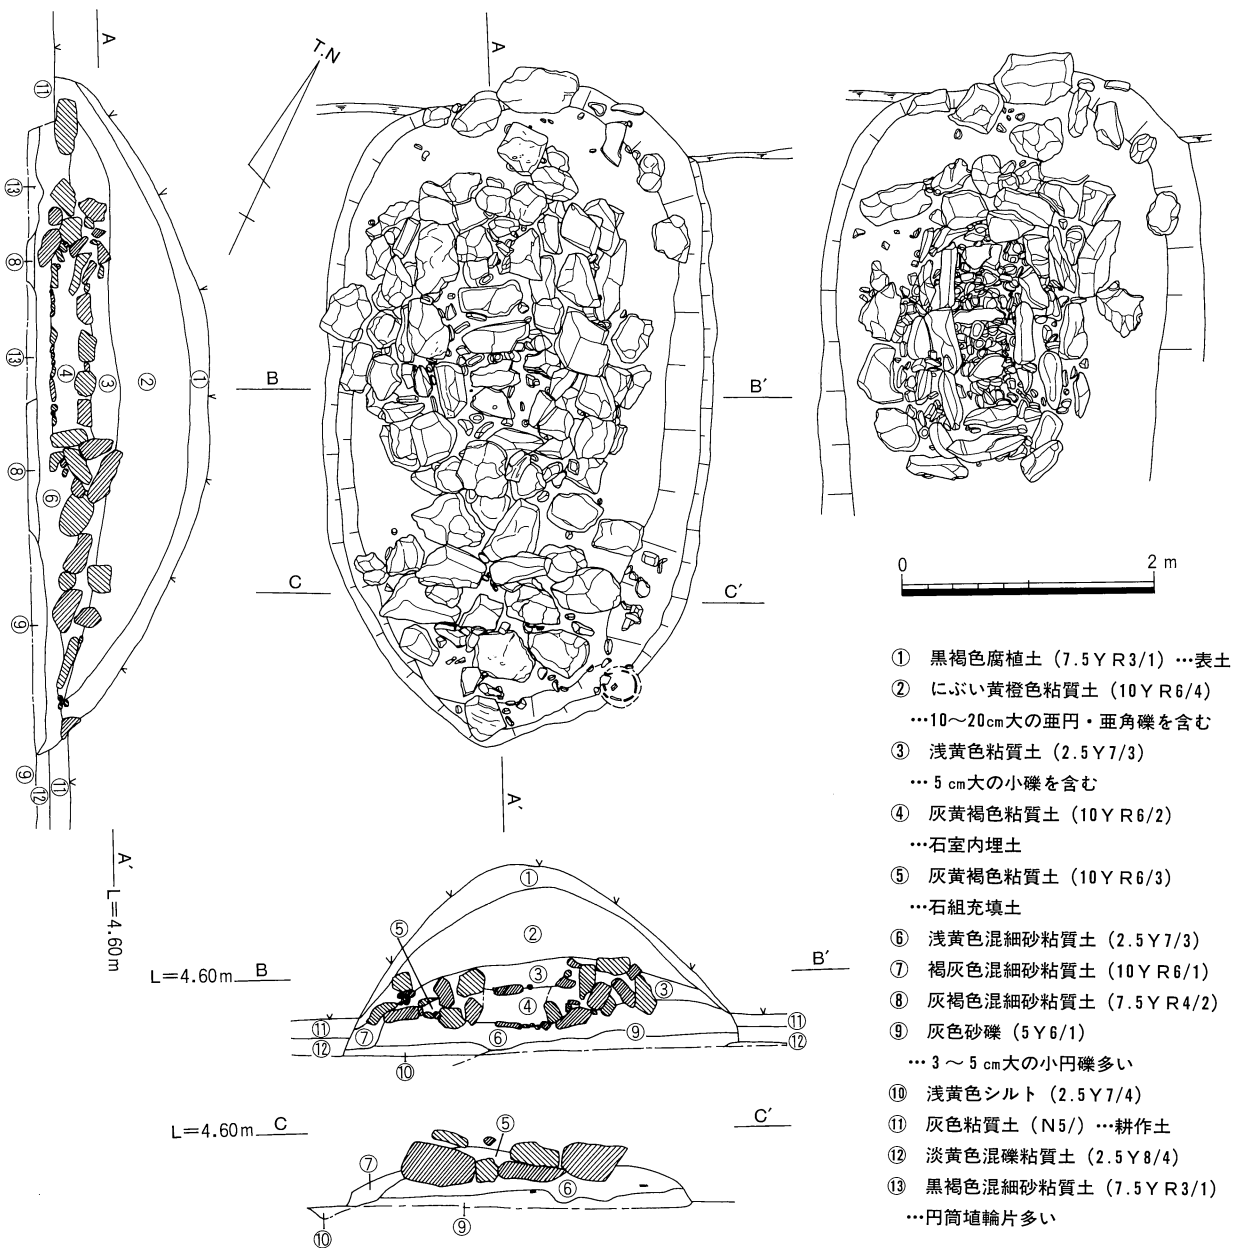 A
T.N
A
⑪
⑬
⑧
⑬
④
③
②
①
⑧
⑥
⑨
⑨
⑫
⑪
A′
L=4.60m
B
B′
C
C′
A′
0
2 m
①
⑤
②
L=4.60m
B
B′
③
③
④
⑪
⑦
⑥
⑨
⑪
⑫
⑫
⑩
L=4.60m
C
C′
⑤
⑦
⑥
⑨
⑩
① 黒褐色腐植土 (7.5YR3/1) …表土
② にぶい黄橙色粘質土 (10YR6/4)
…10~20cm大の亜円・亜角礫を含む
③ 浅黄色粘質土 (2.5Y7/3)
…5cm大の小礫を含む
④ 灰黄褐色粘質土 (10YR6/2)
…石室内埋土
⑤ 灰黄褐色粘質土 (10YR6/3)
…石組充填土
⑥ 浅黄色混細砂粘質土 (2.5Y7/3)
⑦ 褐灰色混細砂粘質土 (10YR6/1)
⑧ 灰褐色混細砂粘質土 (7.5YR4/2)
⑨ 灰色砂礫 (5Y6/1)
…3~5cm大の小円礫多い
⑩ 浅黄色シルト (2.5Y7/4)
⑪ 灰色粘質土 (N5/) …耕作土
⑫ 淡黄色混礫粘質土 (2.5Y8/4)
⑬ 黒褐色混細砂粘質土 (7.5YR3/1)
…円筒埴輪片多い